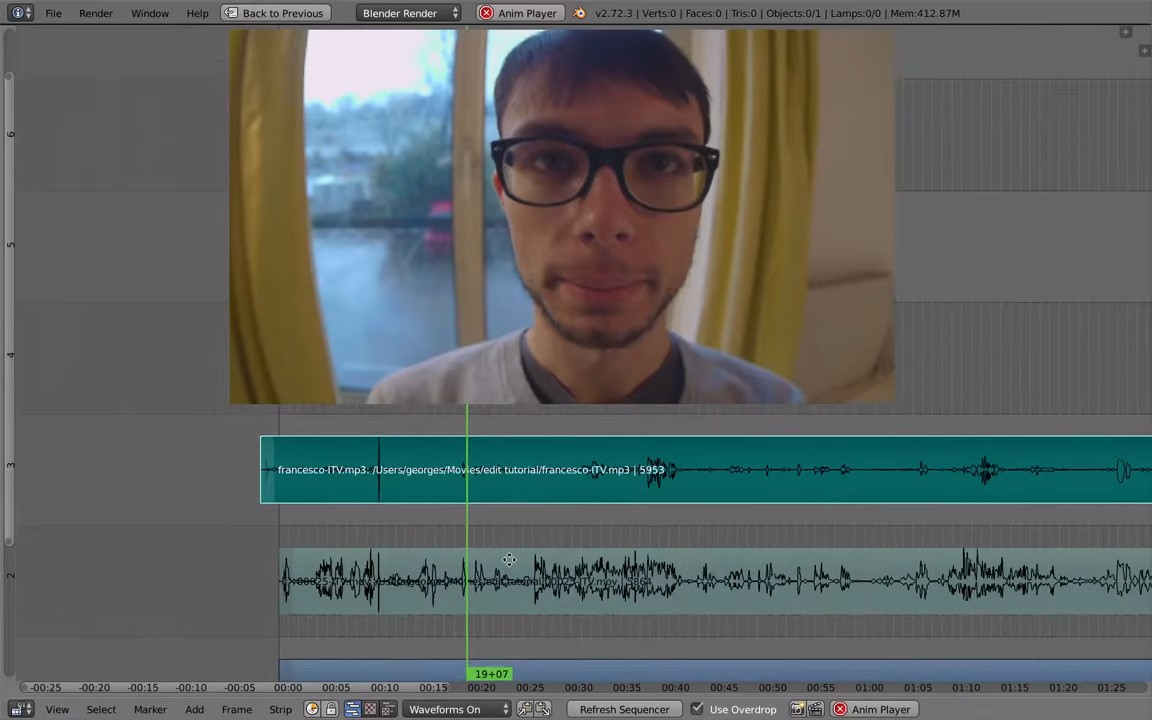 File Render Window Help Back to Previous Blender Render Anim Player v2.72.3 | Verts:0 | Faces:0 | Tris:0 | Objects:0/1 | Lamps:0/0 | Mem:412.87M
6
5
4
3
francesco-ITV.mp3: /Users/georges/Movies/edit tutorial/francesco-ITV.mp3 | 5953
2
19+07
-00:25 -00:20 -00:15 -00:10 -00:05 00:00 00:05 00:10 00:15 00:20 00:25 00:30 00:35 00:40 00:45 00:50 00:55 01:00 01:05 01:10 01:15 01:20 01:25
View Select Marker Add Frame Strip Waveforms On Refresh Sequencer Use Overdrop Anim Player